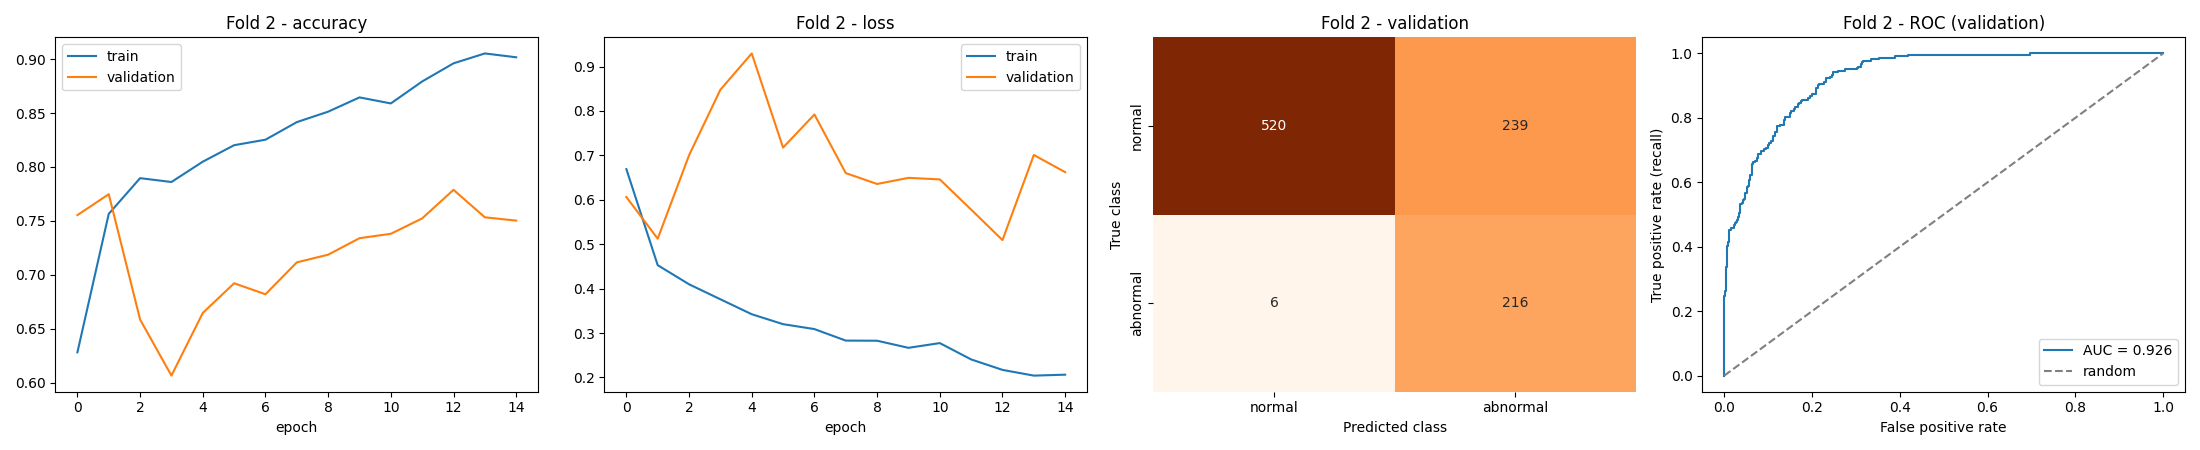 Fold 2 - accuracy
train
validation
0.90
0.85
0.80
0.75
0.70
0.65
0.60
0 2 4 6 8 10 12 14
epoch
Fold 2 - loss
train
validation
0.9
0.8
0.7
0.6
0.5
0.4
0.3
0.2
0 2 4 6 8 10 12 14
epoch
Fold 2 - validation
True class
normal
520 239
abnormal
6 216
normal abnormal
Predicted class
Fold 2 - ROC (validation)
True positive rate (recall)
1.0
0.8
0.6
0.4
0.2
0.0
AUC = 0.926
random
0.0 0.2 0.4 0.6 0.8 1.0
False positive rate